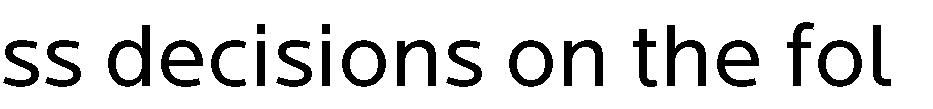 ss decisions on the fol